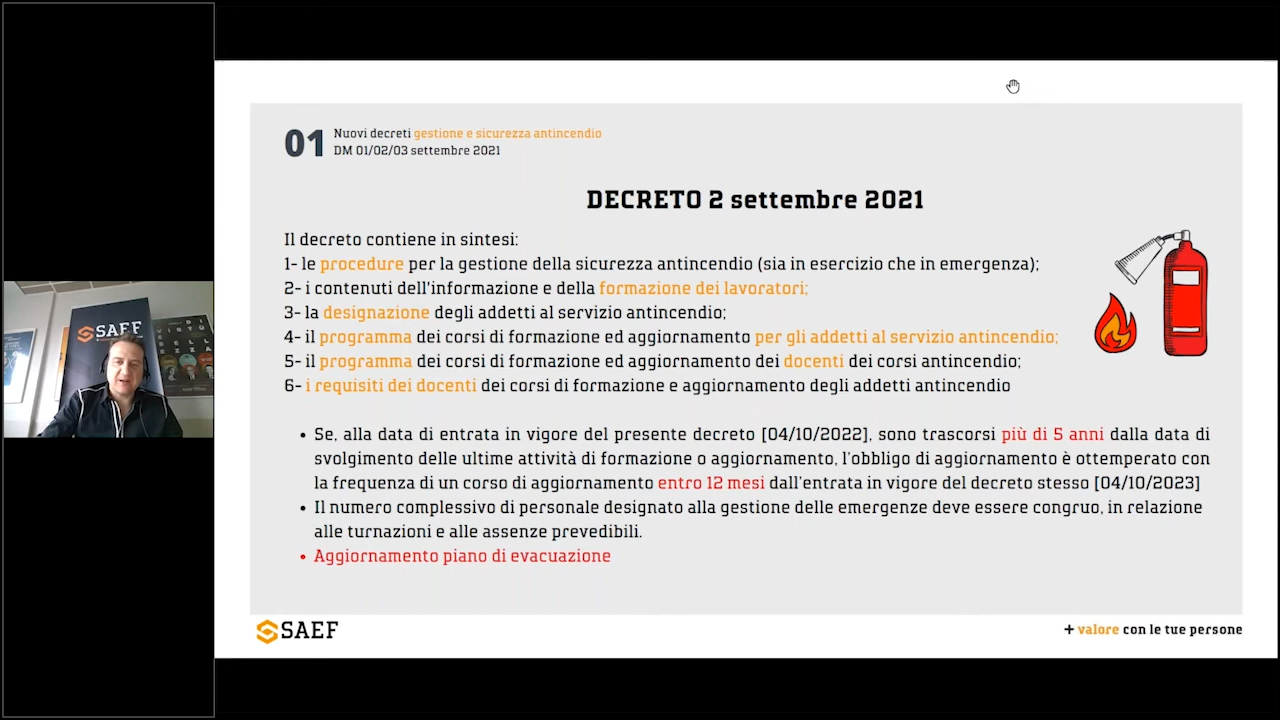 01
Nuovi decreti gestione e sicurezza antincendio
DM 01/02/03 settembre 2021
DECRETO 2 settembre 2021
Il decreto contiene in sintesi:
1- le procedure per la gestione della sicurezza antincendio (sia in esercizio che in emergenza);
2- i contenuti dell'informazione e della formazione dei lavoratori;
3- la designazione degli addetti al servizio antincendio;
4- il programma dei corsi di formazione ed aggiornamento per gli addetti al servizio antincendio;
5- il programma dei corsi di formazione ed aggiornamento dei docenti dei corsi antincendio;
6- i requisiti dei docenti dei corsi di formazione e aggiornamento degli addetti antincendio
• Se, alla data di entrata in vigore del presente decreto [04/10/2022], sono trascorsi più di 5 anni dalla data di
svolgimento delle ultime attività di formazione o aggiornamento, l'obbligo di aggiornamento è ottemperato con
la frequenza di un corso di aggiornamento entro 12 mesi dall'entrata in vigore del decreto stesso [04/10/2023]
• Il numero complessivo di personale designato alla gestione delle emergenze deve essere congruo, in relazione
alle turnazioni e alle assenze prevedibili.
• Aggiornamento piano di evacuazione
SAEF
+ valore con le tue persone
SAEF